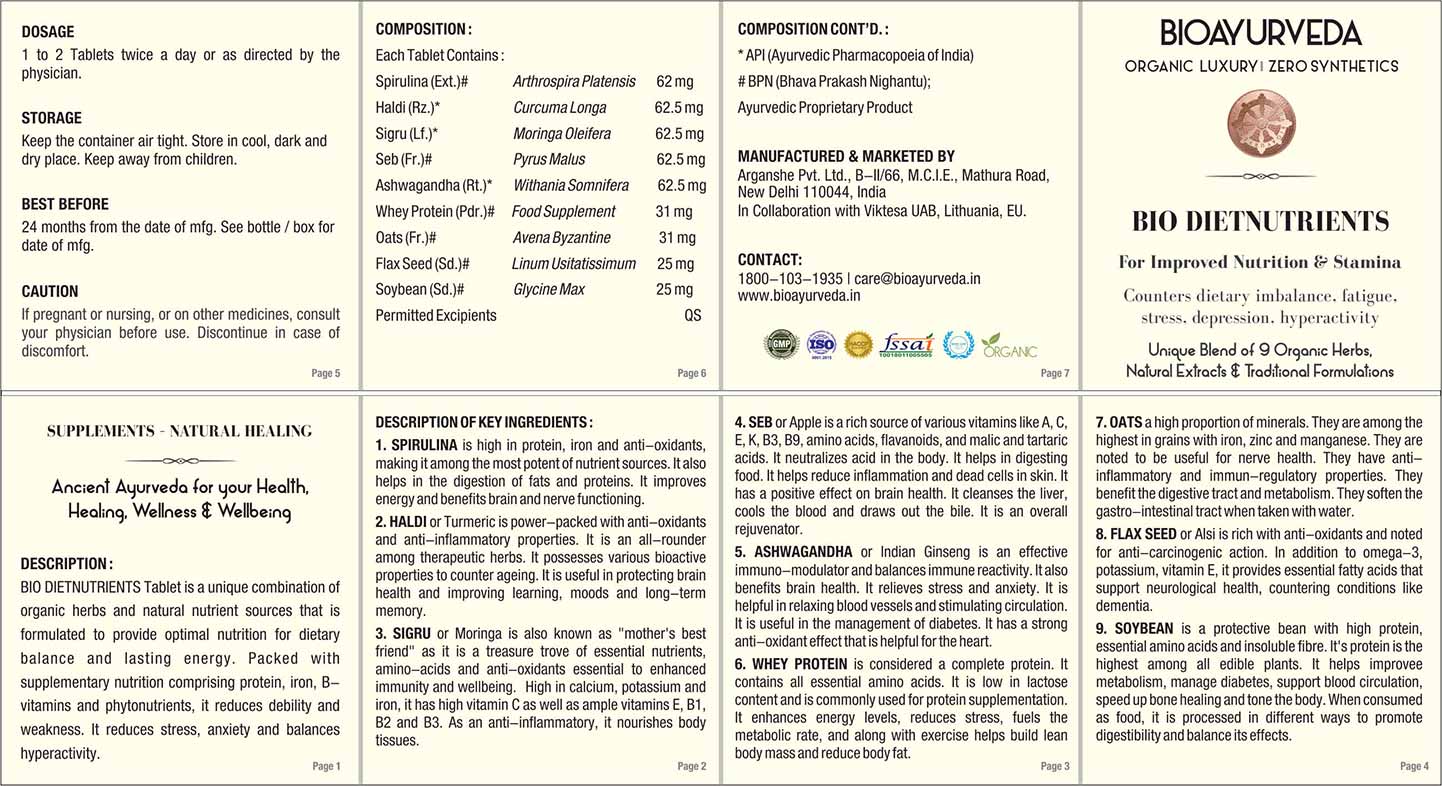 DOSAGE
1 to 2 Tablets twice a day or as directed by the
physician.
STORAGE
Keep the container air tight. Store in cool, dark and
dry place. Keep away from children.
BEST BEFORE
24 months from the date of mfg. See bottle / box for
date of mfg.
CAUTION
If pregnant or nursing, or on other medicines, consult
your physician before use. Discontinue in case of
discomfort.
Page 5
COMPOSITION :
Each Tablet Contains :
Spirulina (Ext.)# Arthrospira Platensis 62 mg
Haldi (Rz.)* Curcuma Longa 62.5 mg
Sigru (Lf.)* Moringa Oleifera 62.5 mg
Seb (Fr.)# Pyrus Malus 62.5 mg
Ashwagandha (Rt.)* Withania Somnifera 62.5 mg
Whey Protein (Pdr.)# Food Supplement 31 mg
Oats (Fr.)# Avena Byzantine 31 mg
Flax Seed (Sd.)# Linum Usitatissimum 25 mg
Soybean (Sd.)# Glycine Max 25 mg
Permitted Excipients QS
Page 6
COMPOSITION CONT'D. :
* API (Ayurvedic Pharmacopoeia of India)
# BPN (Bhava Prakash Nighantu);
Ayurvedic Proprietary Product
MANUFACTURED & MARKETED BY
Arganshe Pvt. Ltd., B-II/66, M.C.I.E., Mathura Road,
New Delhi 110044, India
In Collaboration with Viktesa UAB, Lithuania, EU.
CONTACT:
1800-103-1935 | care@bioayurveda.in
www.bioayurveda.in
GMP ISO HACCP fssai ORGANIC
9001:2015 10018011005565
Page 7
BIOAYURVEDA
ORGANIC LUXURY | ZERO SYNTHETICS
BIO DIETNUTRIENTS
For Improved Nutrition & Stamina
Counters dietary imbalance, fatigue,
stress, depression, hyperactivity
Unique Blend of 9 Organic Herbs,
Natural Extracts & Traditional Formulations
SUPPLEMENTS - NATURAL HEALING
Ancient Ayurveda for your Health,
Healing, Wellness & Wellbeing
DESCRIPTION :
BIO DIETNUTRIENTS Tablet is a unique combination of
organic herbs and natural nutrient sources that is
formulated to provide optimal nutrition for dietary
balance and lasting energy. Packed with
supplementary nutrition comprising protein, iron, B-
vitamins and phytonutrients, it reduces debility and
weakness. It reduces stress, anxiety and balances
hyperactivity.
Page 1
DESCRIPTION OF KEY INGREDIENTS :
1. SPIRULINA is high in protein, iron and anti-oxidants,
making it among the most potent of nutrient sources. It also
helps in the digestion of fats and proteins. It improves
energy and benefits brain and nerve functioning.
2. HALDI or Turmeric is power-packed with anti-oxidants
and anti-inflammatory properties. It is an all-rounder
among therapeutic herbs. It possesses various bioactive
properties to counter ageing. It is useful in protecting brain
health and improving learning, moods and long-term
memory.
3. SIGRU or Moringa is also known as "mother's best
friend" as it is a treasure trove of essential nutrients,
amino-acids and anti-oxidants essential to enhanced
immunity and wellbeing. High in calcium, potassium and
iron, it has high vitamin C as well as ample vitamins E, B1,
B2 and B3. As an anti-inflammatory, it nourishes body
tissues.
Page 2
4. SEB or Apple is a rich source of various vitamins like A, C,
E, K, B3, B9, amino acids, flavanoids, and malic and tartaric
acids. It neutralizes acid in the body. It helps in digesting
food. It helps reduce inflammation and dead cells in skin. It
has a positive effect on brain health. It cleanses the liver,
cools the blood and draws out the bile. It is an overall
rejuvenator.
5. ASHWAGANDHA or Indian Ginseng is an effective
immuno-modulator and balances immune reactivity. It also
benefits brain health. It relieves stress and anxiety. It is
helpful in relaxing blood vessels and stimulating circulation.
It is useful in the management of diabetes. It has a strong
anti-oxidant effect that is helpful for the heart.
6. WHEY PROTEIN is considered a complete protein. It
contains all essential amino acids. It is low in lactose
content and is commonly used for protein supplementation.
It enhances energy levels, reduces stress, fuels the
metabolic rate, and along with exercise helps build lean
body mass and reduce body fat.
Page 3
7. OATS a high proportion of minerals. They are among the
highest in grains with iron, zinc and manganese. They are
noted to be useful for nerve health. They have anti-
inflammatory and immun-regulatory properties. They
benefit the digestive tract and metabolism. They soften the
gastro-intestinal tract when taken with water.
8. FLAX SEED or Alsi is rich with anti-oxidants and noted
for anti-carcinogenic action. In addition to omega-3,
potassium, vitamin E, it provides essential fatty acids that
support neurological health, countering conditions like
dementia.
9. SOYBEAN is a protective bean with high protein,
essential amino acids and insoluble fibre. It's protein is the
highest among all edible plants. It helps improvee
metabolism, manage diabetes, support blood circulation,
speed up bone healing and tone the body. When consumed
as food, it is processed in different ways to promote
digestibility and balance its effects.
Page 4